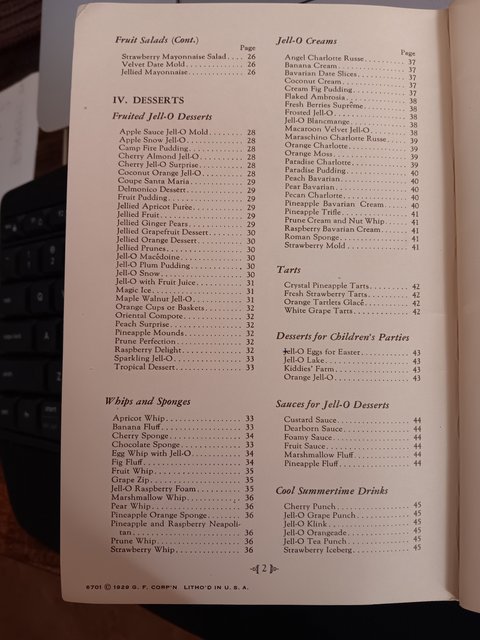 Fruit Salads (Cont.)
Page
Strawberry Mayonnaise Salad.... 26
Velvet Date Mold............... 26
Jellied Mayonnaise............. 26
IV. DESSERTS
Fruited Jell-O Desserts
Apple Sauce Jell-O Mold......... 28
Apple Snow Jell-O............... 28
Camp Fire Pudding............... 28
Cherry Almond Jell-O............ 28
Cherry Jell-O Surprise.......... 28
Coconut Orange Jell-O........... 28
Coupe Santa Maria............... 29
Delmonico Dessert............... 29
Fruit Pudding................... 29
Jellied Apricot Purée........... 29
Jellied Fruit................... 29
Jellied Ginger Pears............ 29
Jellied Grapefruit Dessert...... 30
Jellied Orange Dessert.......... 30
Jellied Prunes.................. 30
Jell-O Macédoine................ 30
Jell-O Plum Pudding............. 30
Jell-O Snow..................... 30
Jell-O with Fruit Juice......... 31
Magic Ice....................... 31
Maple Walnut Jell-O............. 31
Orange Cups or Baskets.......... 32
Oriental Compote................ 32
Peach Surprise.................. 32
Pineapple Mounds................ 32
Prune Perfection................ 32
Raspberry Delight............... 32
Sparkling Jell-O................ 33
Tropical Dessert................ 33
Whips and Sponges
Apricot Whip.................... 33
Banana Fluff.................... 33
Cherry Sponge................... 34
Chocolate Sponge................ 33
Egg Whip with Jell-O............ 34
Fig Fluff....................... 34
Fruit Whip...................... 35
Grape Zip....................... 35
Jell-O Raspberry Foam........... 35
Marshmallow Whip................ 36
Pear Whip....................... 36
Pineapple Orange Sponge......... 36
Pineapple and Raspberry Neapoli-
tan............................. 36
Prune Whip...................... 36
Strawberry Whip................. 36
Jell-O Creams
Page
Angel Charlotte Russe........... 37
Banana Cream.................... 37
Bavarian Date Slices............ 37
Coconut Cream................... 37
Cream Fig Pudding............... 37
Flaked Ambrosia................. 38
Fresh Berries Suprême........... 38
Frosted Jell-O.................. 38
Jell-O Blancmange............... 38
Macaroon Velvet Jell-O.......... 38
Maraschino Charlotte Russe...... 39
Orange Charlotte................ 39
Orange Moss..................... 39
Paradise Charlotte.............. 39
Paradise Pudding................ 40
Peach Bavarian.................. 40
Pear Bavarian................... 40
Pecan Charlotte................. 40
Pineapple Bavarian Cream........ 40
Pineapple Trifle................ 41
Prune Cream and Nut Whip........ 41
Raspberry Bavarian Cream........ 41
Roman Sponge.................... 41
Strawberry Mold................. 41
Tarts
Crystal Pineapple Tarts......... 42
Fresh Strawberry Tarts.......... 42
Orange Tartlets Glacé........... 42
White Grape Tarts............... 42
Desserts for Children's Parties
Jell-O Eggs for Easter.......... 43
Jell-O Lake..................... 43
Kiddies' Farm................... 43
Orange Jell-O................... 43
Sauces for Jell-O Desserts
Custard Sauce................... 44
Dearborn Sauce.................. 44
Foamy Sauce..................... 44
Fruit Sauce..................... 44
Marshmallow Fluff............... 44
Pineapple Fluff................. 44
Cool Summertime Drinks
Cherry Punch.................... 45
Jell-O Grape Punch.............. 45
Jell-O Klink.................... 45
Jell-O Orangeade................ 45
Jell-O Tea Punch................ 45
Strawberry Iceberg.............. 45
2
6701 © 1929 G. F. CORP'N LITHO'D IN U. S. A.